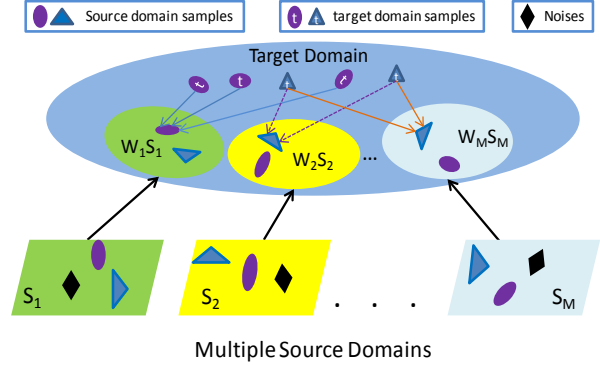 Source domain samples
t t target domain samples
Noises
Target Domain
t t t t t
W1S1
W2S2
...
WMSM
S1
S2
. . .
SM
Multiple Source Domains